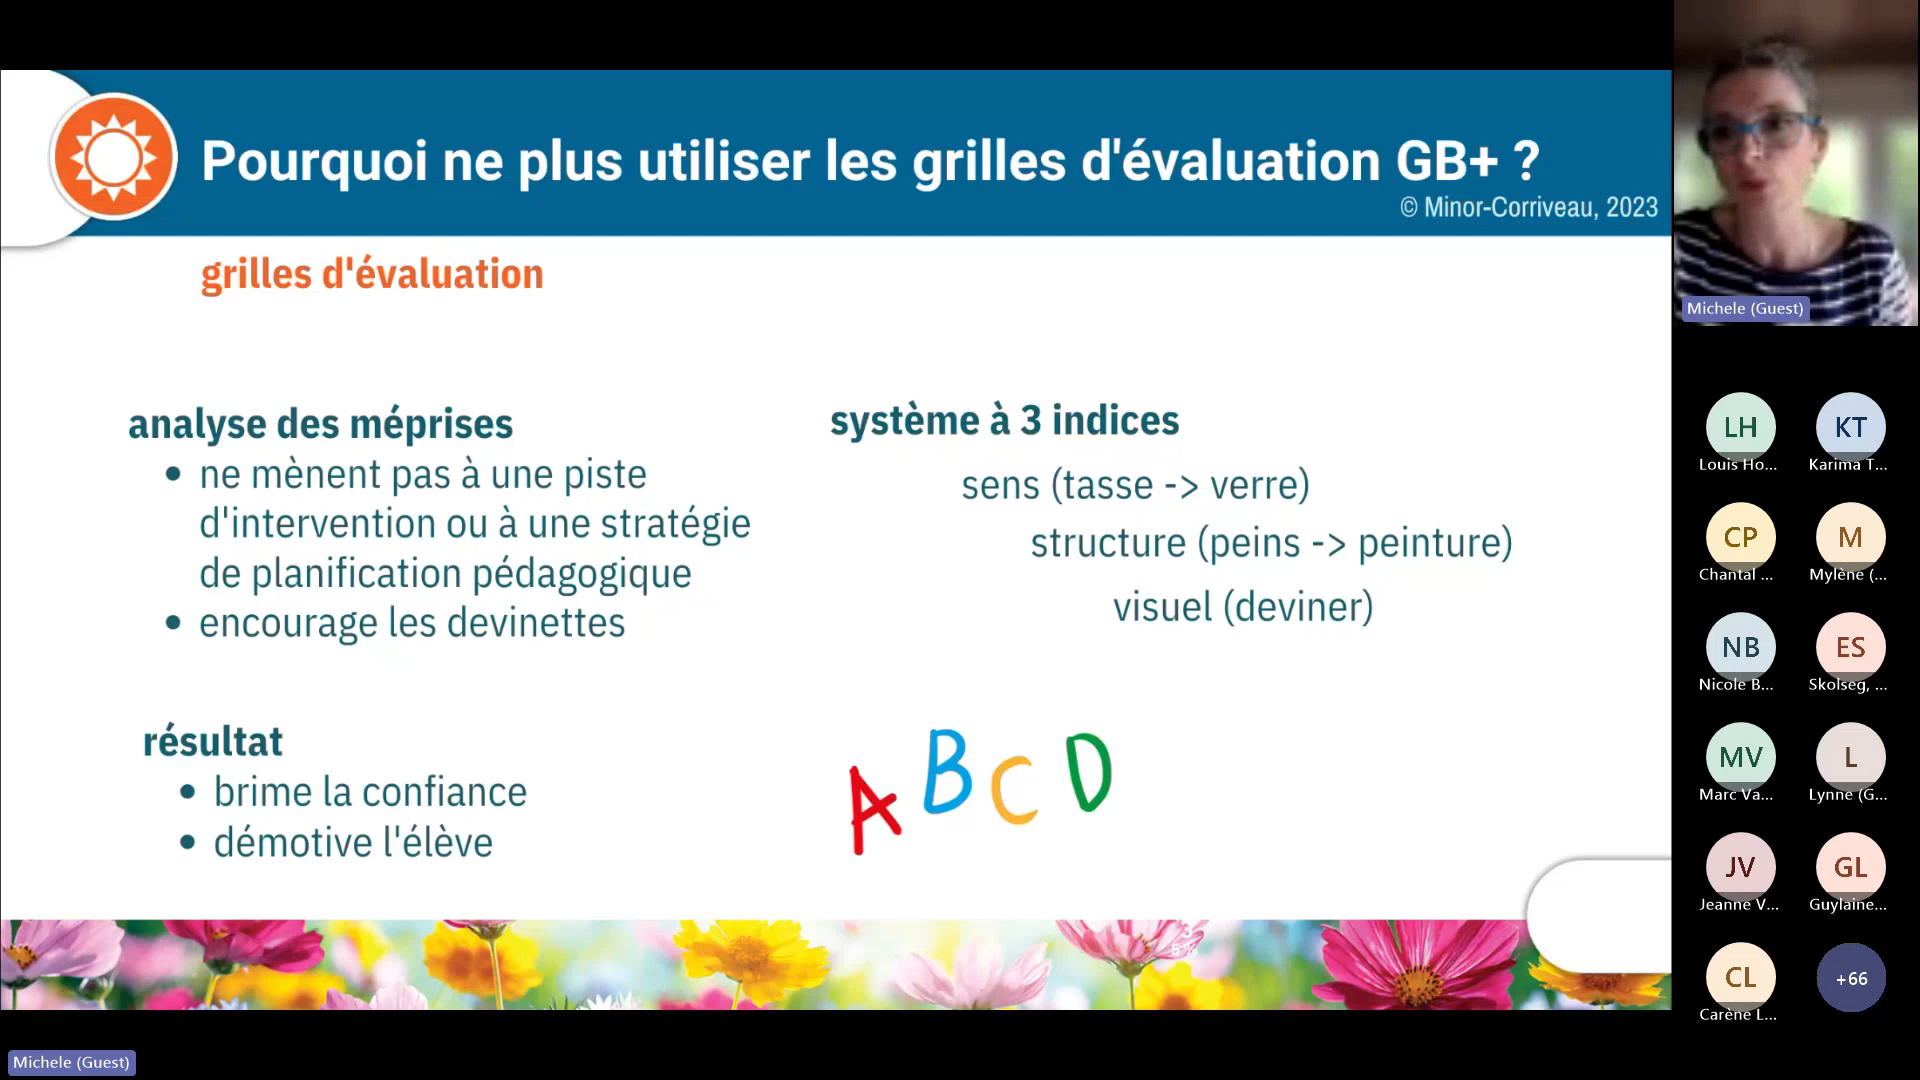 Pourquoi ne plus utiliser les grilles d'évaluation GB+ ?
© Minor-Corriveau, 2023
grilles d'évaluation
analyse des méprises
• ne mènent pas à une piste
d'intervention ou à une stratégie
de planification pédagogique
• encourage les devinettes
système à 3 indices
sens (tasse -> verre)
structure (peins -> peinture)
visuel (deviner)
résultat
• brime la confiance
• démotive l'élève
A B C D
Michele (Guest)
LH
Louis Ho...
KT
Karima T...
CP
Chantal ...
M
Mylène (...
NB
Nicole B...
ES
Skolseg, ...
MV
Marc Va...
L
Lynne (G...
JV
Jeanne V...
GL
Guylaine...
CL
Carène L...
+66
Michele (Guest)